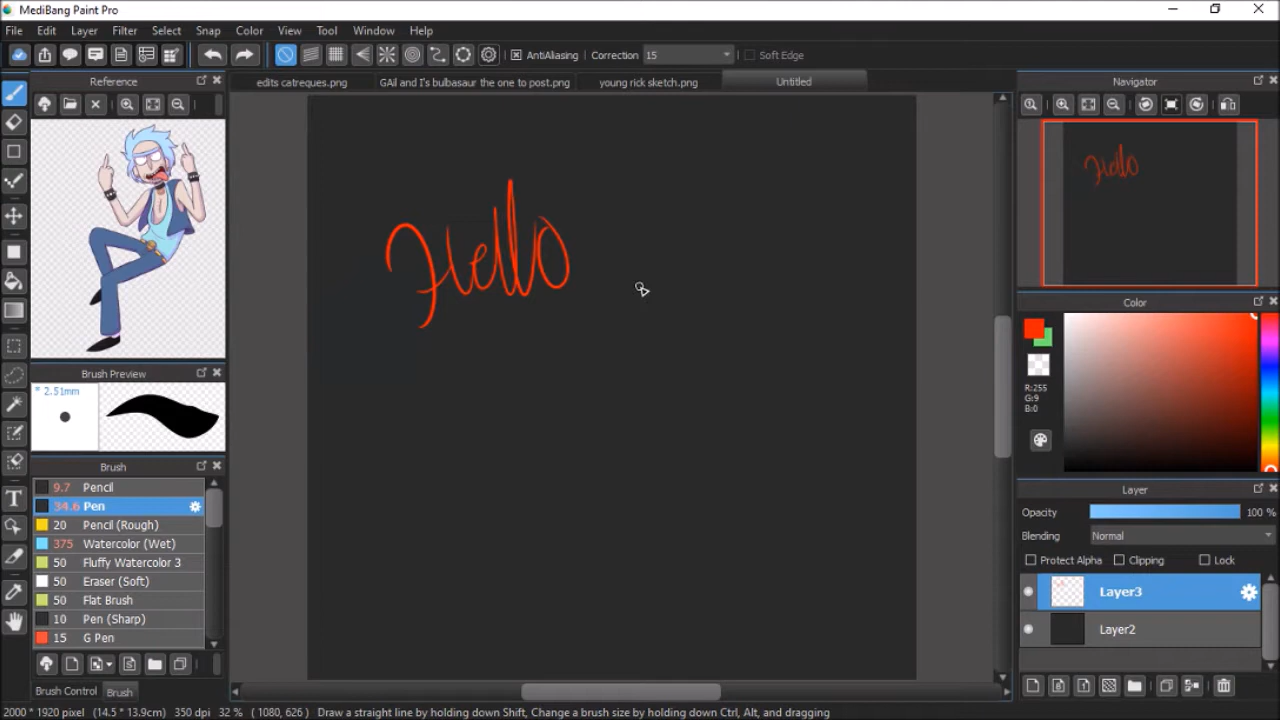 MediBang Paint Pro
File Edit Layer Filter Select Snap Color View Tool Window Help
AntiAliasing Correction 15 Soft Edge
Reference
edits catreques.png GAil and I's bulbasaur the one to post.png young rick sketch.png Untitled
Navigator
Hello
Hello
Color
R:255
G:9
B:0
Brush Preview
* 2.51mm
Brush
9.7 Pencil
34.6 Pen
20 Pencil (Rough)
375 Watercolor (Wet)
50 Fluffy Watercolor 3
50 Eraser (Soft)
50 Flat Brush
10 Pen (Sharp)
15 G Pen
Brush Control Brush
Layer
Opacity 100 %
Blending Normal
Protect Alpha Clipping Lock
Layer3
Layer2
2000 * 1920 pixel (14.5 * 13.9cm) 350 dpi 32 % ( 1080, 626 ) Draw a straight line by holding down Shift, Change a brush size by holding down Ctrl, Alt, and dragging